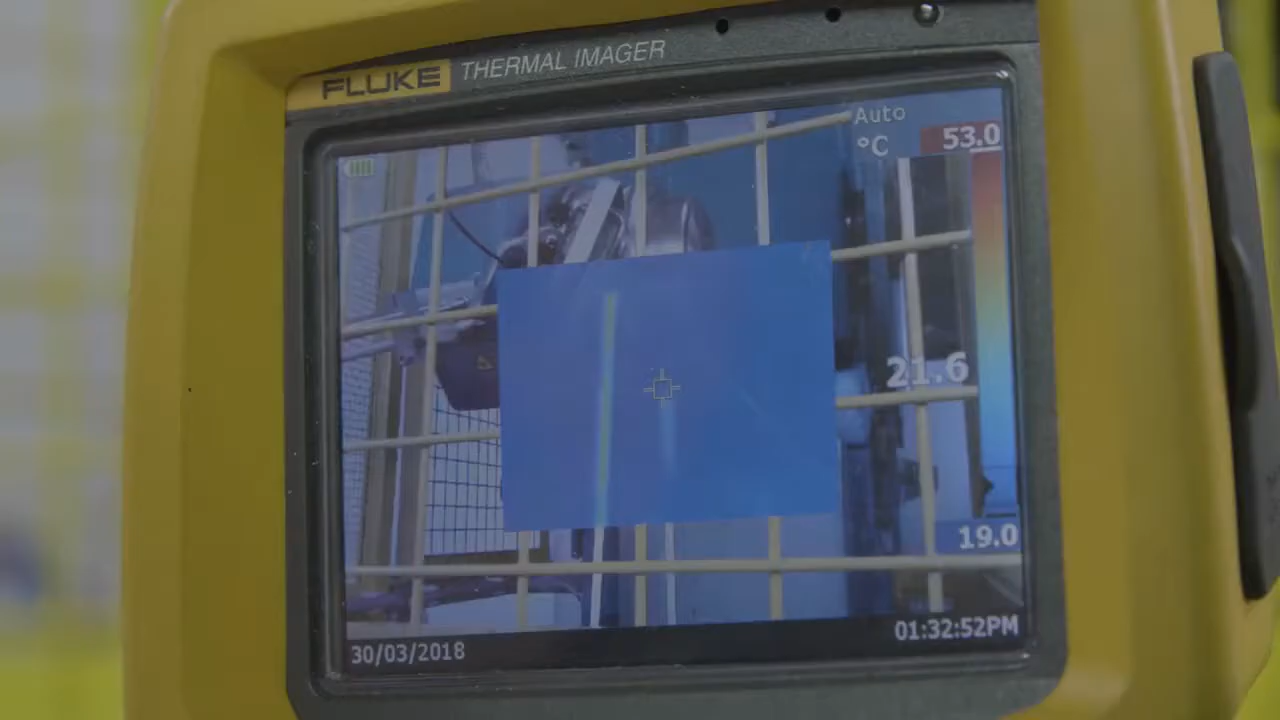 FLUKE THERMAL IMAGER
Auto
°C 53.0
21.6
19.0
01:32:52PM
30/03/2018